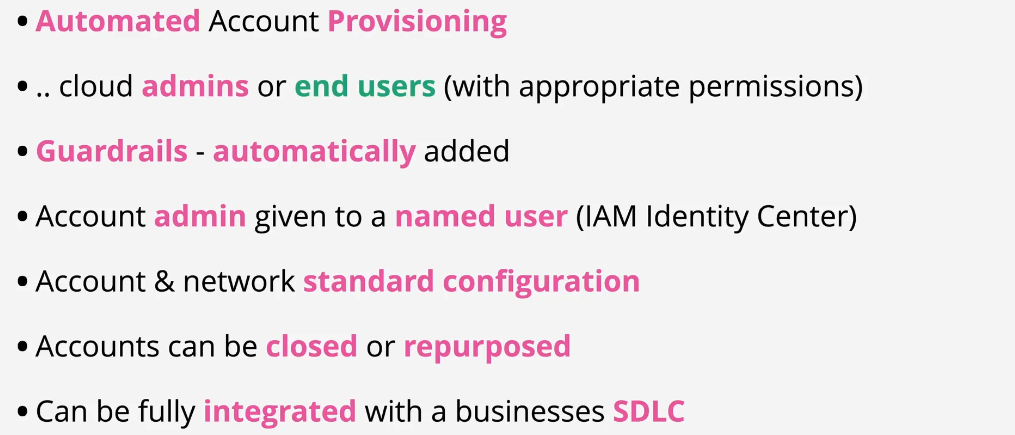 • Automated Account Provisioning
• .. cloud admins or end users (with appropriate permissions)
• Guardrails - automatically added
• Account admin given to a named user (IAM Identity Center)
• Account & network standard configuration
• Accounts can be closed or repurposed
• Can be fully integrated with a businesses SDLC